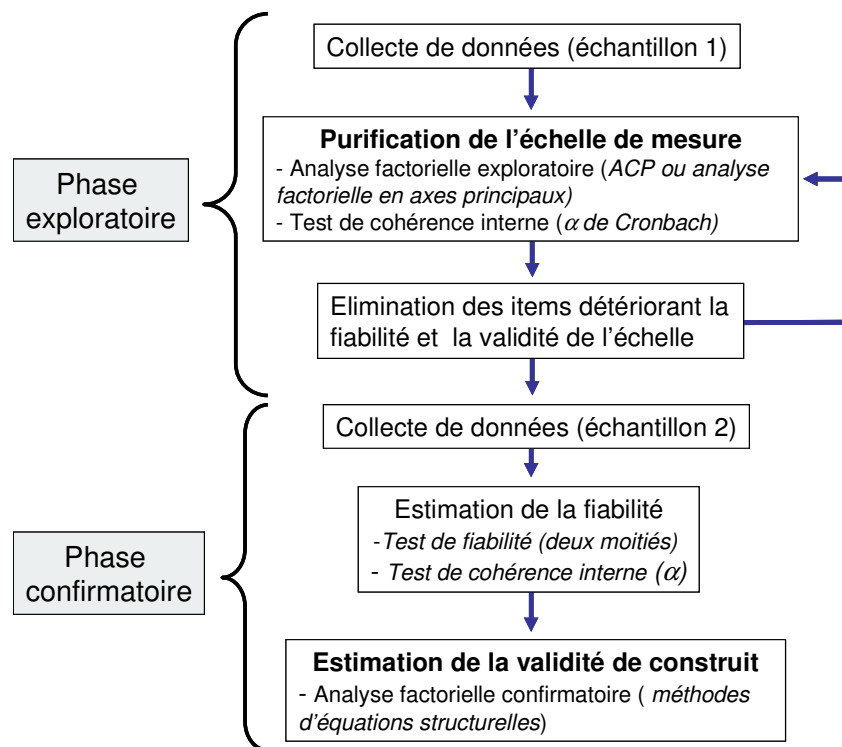 Collecte de données (échantillon 1)
Purification de l'échelle de mesure
- Analyse factorielle exploratoire (ACP ou analyse
factorielle en axes principaux)
- Test de cohérence interne (α de Cronbach)
Phase
exploratoire
Elimination des items détériorant la
fiabilité et la validité de l'échelle
Collecte de données (échantillon 2)
Estimation de la fiabilité
-Test de fiabilité (deux moitiés)
- Test de cohérence interne (α)
Phase
confirmatoire
Estimation de la validité de construit
- Analyse factorielle confirmatoire ( méthodes
d'équations structurelles)